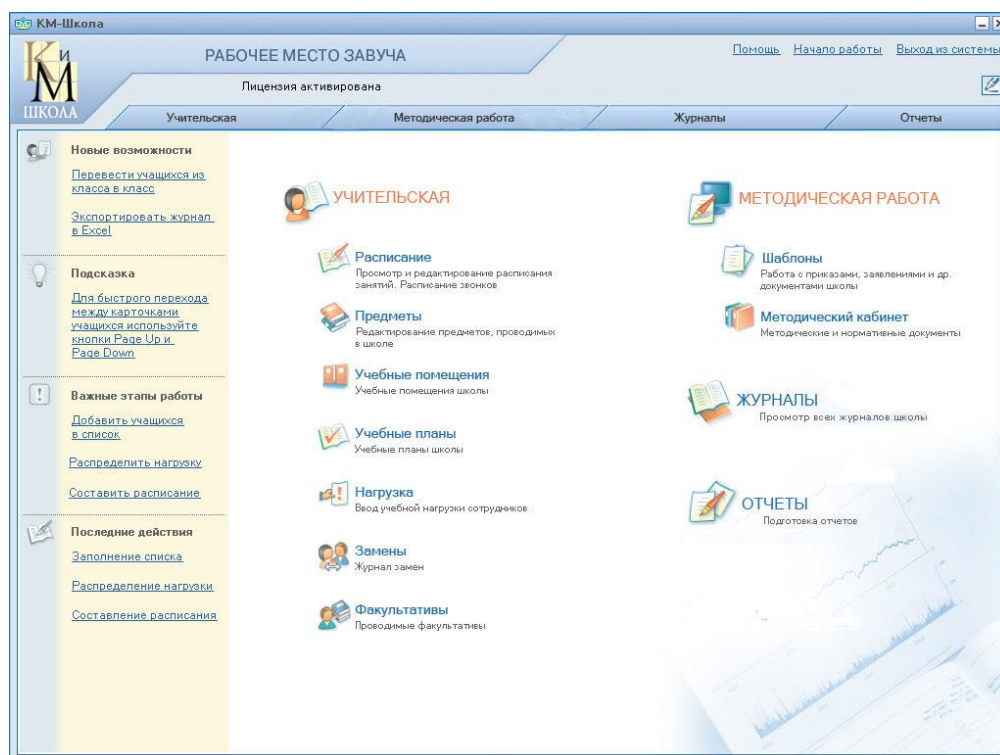 КМ-Школа
КиМ
ШКОЛА
РАБОЧЕЕ МЕСТО ЗАВУЧА
Помощь Начало работы Выход из системы
Лицензия активирована
Учительская Методическая работа Журналы Отчеты
Новые возможности
Перевести учащихся из
класса в класс
Экспортировать журнал
в Excel
Подсказка
Для быстрого перехода
между карточками
учащихся используйте
кнопки Page Up и
Page Down
Важные этапы работы
Добавить учащихся
в список
Распределить нагрузку
Составить расписание
Последние действия
Заполнение списка
Распределение нагрузки
Составление расписания
УЧИТЕЛЬСКАЯ
Расписание
Просмотр и редактирование расписания
занятий. Расписание звонков
Предметы
Редактирование предметов, проводимых
в школе
Учебные помещения
Учебные помещения школы
Учебные планы
Учебные планы школы
Нагрузка
Ввод учебной нагрузки сотрудников
Замены
Журнал замен
Факультативы
Проводимые факультативы
МЕТОДИЧЕСКАЯ РАБОТА
Шаблоны
Работа с приказами, заявлениями и др.
документами школы
Методический кабинет
Методические и нормативные документы
ЖУРНАЛЫ
Просмотр всех журналов школы
ОТЧЕТЫ
Подготовка отчетов